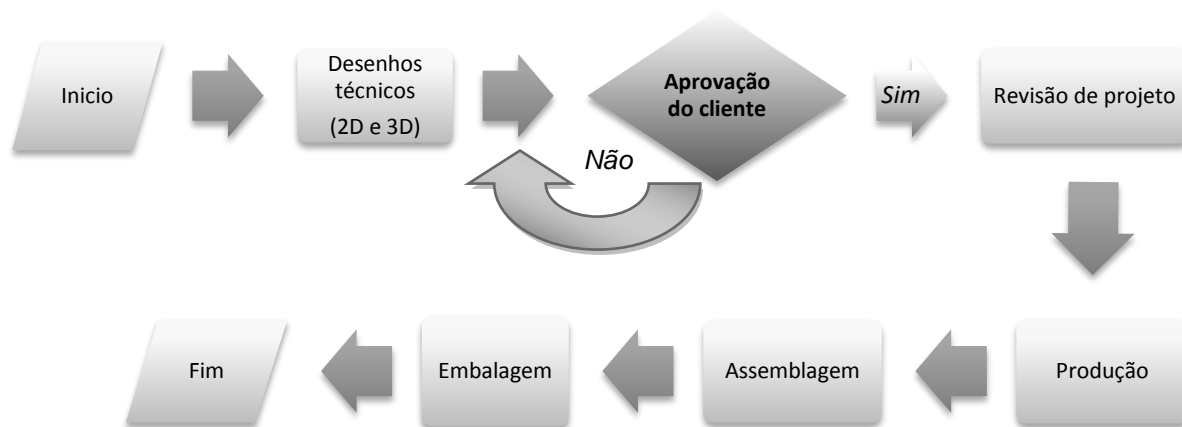 Inicio
Desenhos
técnicos
(2D e 3D)
Aprovação
do cliente
Sim
Revisão de projeto
Não
Fim
Embalagem
Assemblagem
Produção